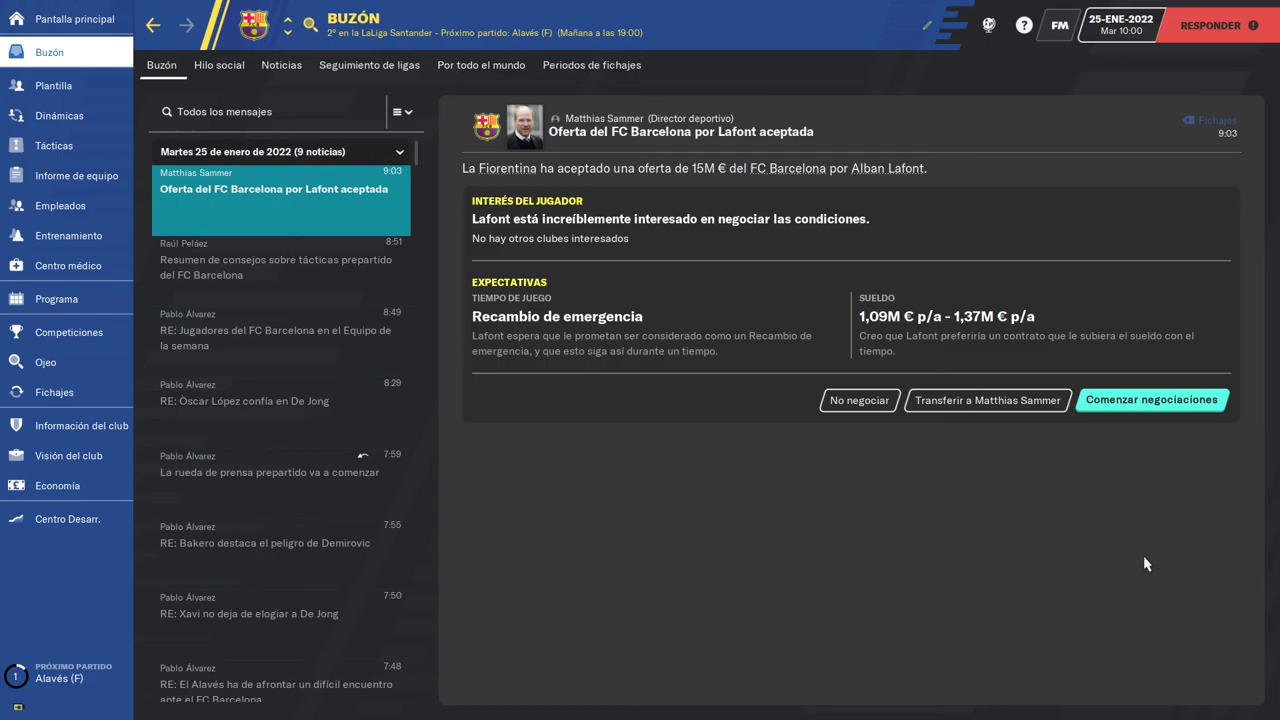 Pantalla principal
Buzón
Plantilla
Dinámicas
Tácticas
Informe de equipo
Empleados
Entrenamiento
Centro médico
Programa
Competiciones
Ojeo
Fichajes
Información del club
Visión del club
Economía
Centro Desarr.
PRÓXIMO PARTIDO
1
Alavés (F)
BUZÓN
2º en la LaLiga Santander - Próximo partido: Alavés (F) (Mañana a las 19:00)
?
FM
25-ENE-2022
Mar 10:00
RESPONDER
Buzón
Hilo social
Noticias
Seguimiento de ligas
Por todo el mundo
Periodos de fichajes
Todos los mensajes
Martes 25 de enero de 2022 (9 noticias)
Matthias Sammer 9:03
Oferta del FC Barcelona por Lafont aceptada
Raúl Peláez 8:51
Resumen de consejos sobre tácticas prepartido
del FC Barcelona
Pablo Álvarez 8:49
RE: Jugadores del FC Barcelona en el Equipo de
la semana
Pablo Álvarez 8:29
RE: Òscar López confía en De Jong
Pablo Álvarez 7:59
La rueda de prensa prepartido va a comenzar
Pablo Álvarez 7:55
RE: Bakero destaca el peligro de Demirovic
Pablo Álvarez 7:50
RE: Xavi no deja de elogiar a De Jong
Pablo Álvarez 7:48
RE: El Alavés ha de afrontar un difícil encuentro
ante el FC Barcelona
Matthias Sammer (Director deportivo)
Oferta del FC Barcelona por Lafont aceptada
Fichajes
9:03
La Fiorentina ha aceptado una oferta de 15M € del FC Barcelona por Alban Lafont.
INTERÉS DEL JUGADOR
Lafont está increíblemente interesado en negociar las condiciones.
No hay otros clubes interesados
EXPECTATIVAS
TIEMPO DE JUEGO
Recambio de emergencia
Lafont espera que le prometan ser considerado como un Recambio de
emergencia, y que esto siga así durante un tiempo.
SUELDO
1,09M € p/a - 1,37M € p/a
Creo que Lafont preferiría un contrato que le subiera el sueldo con el
tiempo.
No negociar
Transferir a Matthias Sammer
Comenzar negociaciones